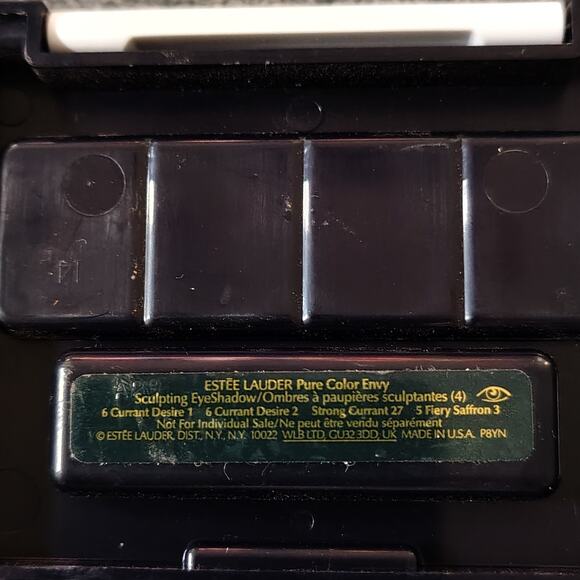 ESTĒE LAUDER Pure Color Envy
Sculpting EyeShadow/Ombres à paupières sculptantes (4)
6 Currant Desire 1 6 Currant Desire 2 Strong Currant 27 5 Fiery Saffron 3
Not For Individual Sale/Ne peut être vendu séparément
© ESTĒE LAUDER, DIST., N.Y., N.Y. 10022 WLB LTD, GU32 3DD, UK MADE IN U.S.A. P8YN